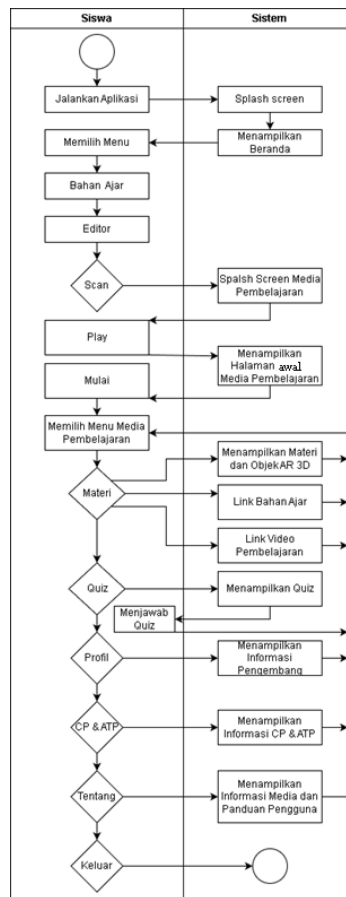 Siswa
Sistem
Jalankan Aplikasi
Splash screen
Menampilkan
Beranda
Memilih Menu
Bahan Ajar
Editor
Scan
Spalsh Screen Media
Pembelajaran
Play
Menampilkan
Halaman awal
Media Pembelajaran
Mulai
Memilih Menu Media
Pembelajaran
Menampilkan Materi
dan Objek AR 3D
Materi
Link Bahan Ajar
Link Video
Pembelajaran
Quiz
Menampilkan Quiz
Menjawab
Quiz
Profil
Menampilkan
Informasi
Pengembang
CP & ATP
Menampilkan
Informasi CP & ATP
Tentang
Menampilkan
Informasi Media dan
Panduan Pengguna
Keluar